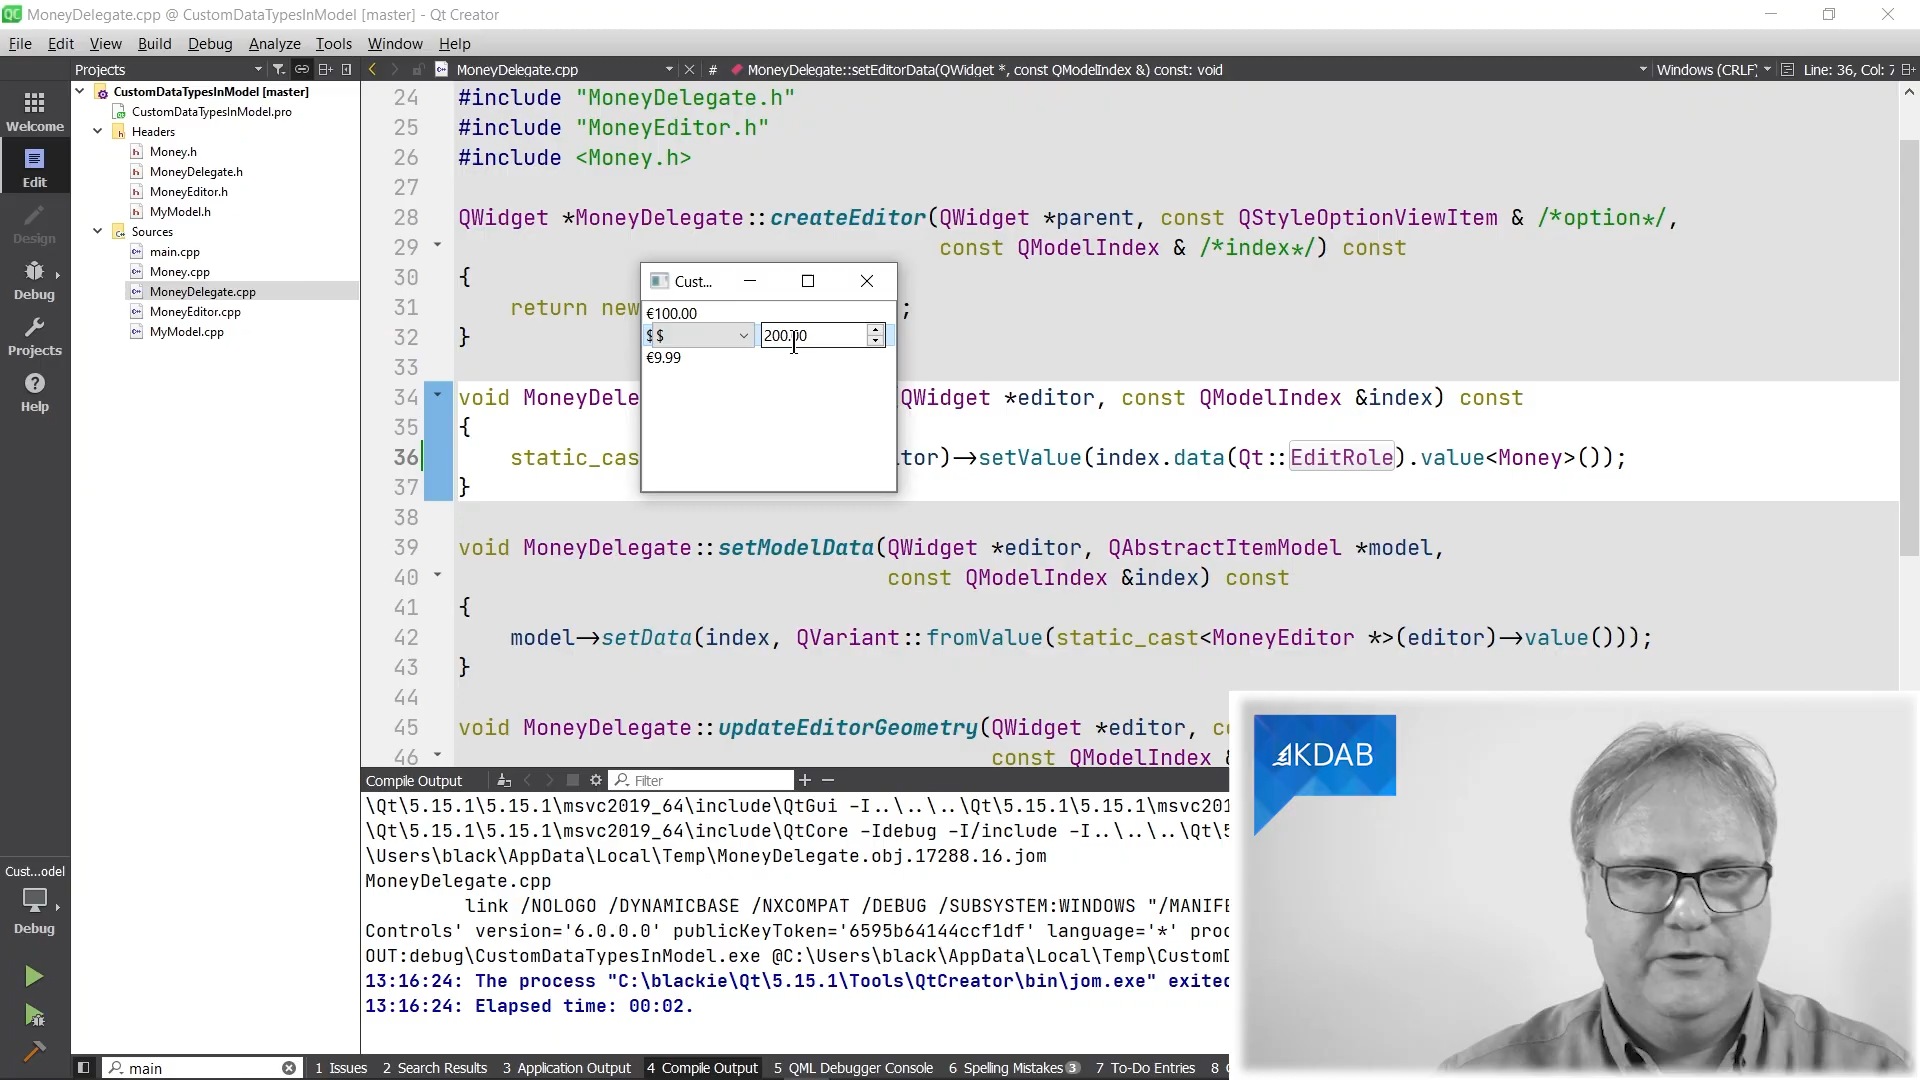 MoneyDelegate.cpp @ CustomDataTypesInModel [master] - Qt Creator
File Edit View Build Debug Analyze Tools Window Help
Projects
MoneyDelegate.cpp
# MoneyDelegate::setEditorData(QWidget *, const QModelIndex &) const: void
Windows (CRLF)
Line: 36, Col: 7
Welcome
Edit
Design
Debug
Projects
Help
Cust...odel
Debug
CustomDataTypesInModel [master]
CustomDataTypesInModel.pro
Headers
Money.h
MoneyDelegate.h
MoneyEditor.h
MyModel.h
Sources
main.cpp
Money.cpp
MoneyDelegate.cpp
MoneyEditor.cpp
MyModel.cpp
24 #include "MoneyDelegate.h"
25 #include "MoneyEditor.h"
26 #include <Money.h>
27
28 QWidget *MoneyDelegate::createEditor(QWidget *parent, const QStyleOptionViewItem & /*option*/,
29 const QModelIndex & /*index*/) const
30 {
31 return new ;
32 }
33
34 void MoneyDele (QWidget *editor, const QModelIndex &index) const
35 {
36 static_cas tor)→setValue(index.data(Qt::EditRole).value<Money>());
37 }
38
39 void MoneyDelegate::setModelData(QWidget *editor, QAbstractItemModel *model,
40 const QModelIndex &index) const
41 {
42 model→setData(index, QVariant::fromValue(static_cast<MoneyEditor *>(editor)→value()));
43 }
44
45 void MoneyDelegate::updateEditorGeometry(QWidget *editor, co
46 const QModelIndex &
Cust...
€100.00
$ $ 200.00
€9.99
Compile Output
Filter
\Qt\5.15.1\5.15.1\msvc2019_64\include\QtGui -I..\..\..\Qt\5.15.1\5.15.1\msvc201
\Qt\5.15.1\5.15.1\msvc2019_64\include\QtCore -Idebug -I/include -I..\..\..\Qt\5
\Users\black\AppData\Local\Temp\MoneyDelegate.obj.17288.16.jom
MoneyDelegate.cpp
link /NOLOGO /DYNAMICBASE /NXCOMPAT /DEBUG /SUBSYSTEM:WINDOWS "/MANIFE
Controls' version='6.0.0.0' publicKeyToken='6595b64144ccf1df' language='*' proc
OUT:debug\CustomDataTypesInModel.exe @C:\Users\black\AppData\Local\Temp\CustomD
13:16:24: The process "C:\blackie\Qt\5.15.1\Tools\QtCreator\bin\jom.exe" exited
13:16:24: Elapsed time: 00:02.
main
1 Issues 2 Search Results 3 Application Output 4 Compile Output 5 QML Debugger Console 6 Spelling Mistakes 3 7 To-Do Entries 8
KDAB